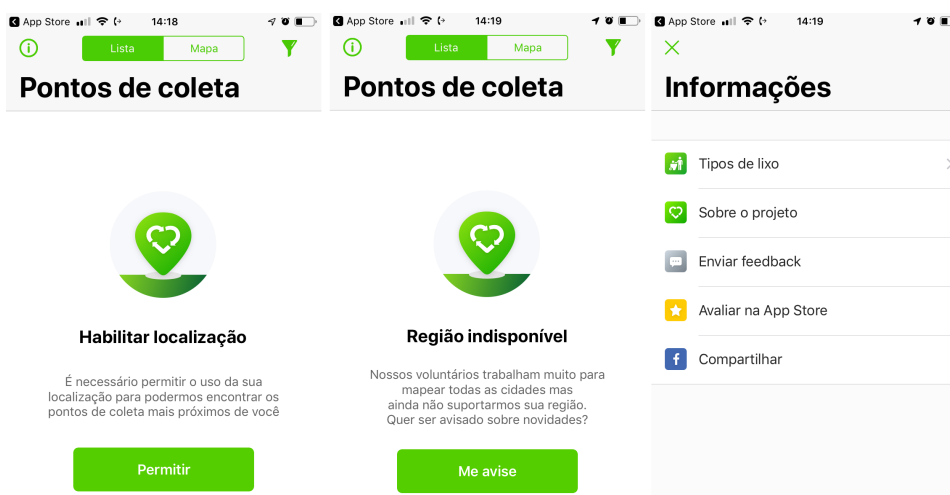 App Store 14:18
Lista Mapa
Pontos de coleta
Habilitar localização
É necessário permitir o uso da sua
localização para podermos encontrar os
pontos de coleta mais próximos de você
Permitir
App Store 14:19
Lista Mapa
Pontos de coleta
Região indisponível
Nossos voluntários trabalham muito para
mapear todas as cidades mas
ainda não suportarmos sua região.
Quer ser avisado sobre novidades?
Me avise
App Store 14:19
Informações
Tipos de lixo
Sobre o projeto
Enviar feedback
Avaliar na App Store
Compartilhar